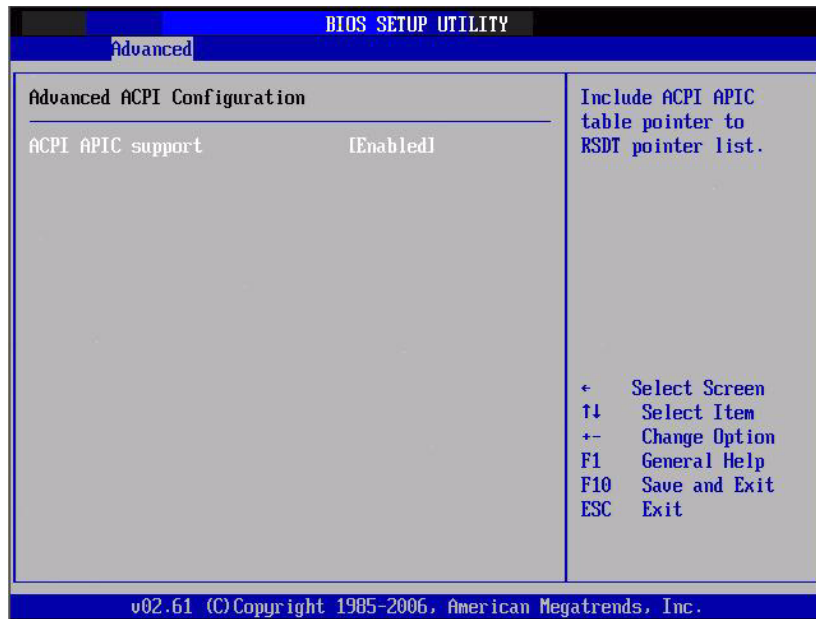 BIOS SETUP UTILITY
Advanced
Advanced ACPI Configuration
ACPI APIC support [Enabled]
Include ACPI APIC
table pointer to
RSDT pointer list.
← Select Screen
↑↓ Select Item
+- Change Option
F1 General Help
F10 Save and Exit
ESC Exit
v02.61 (C)Copyright 1985-2006, American Megatrends, Inc.